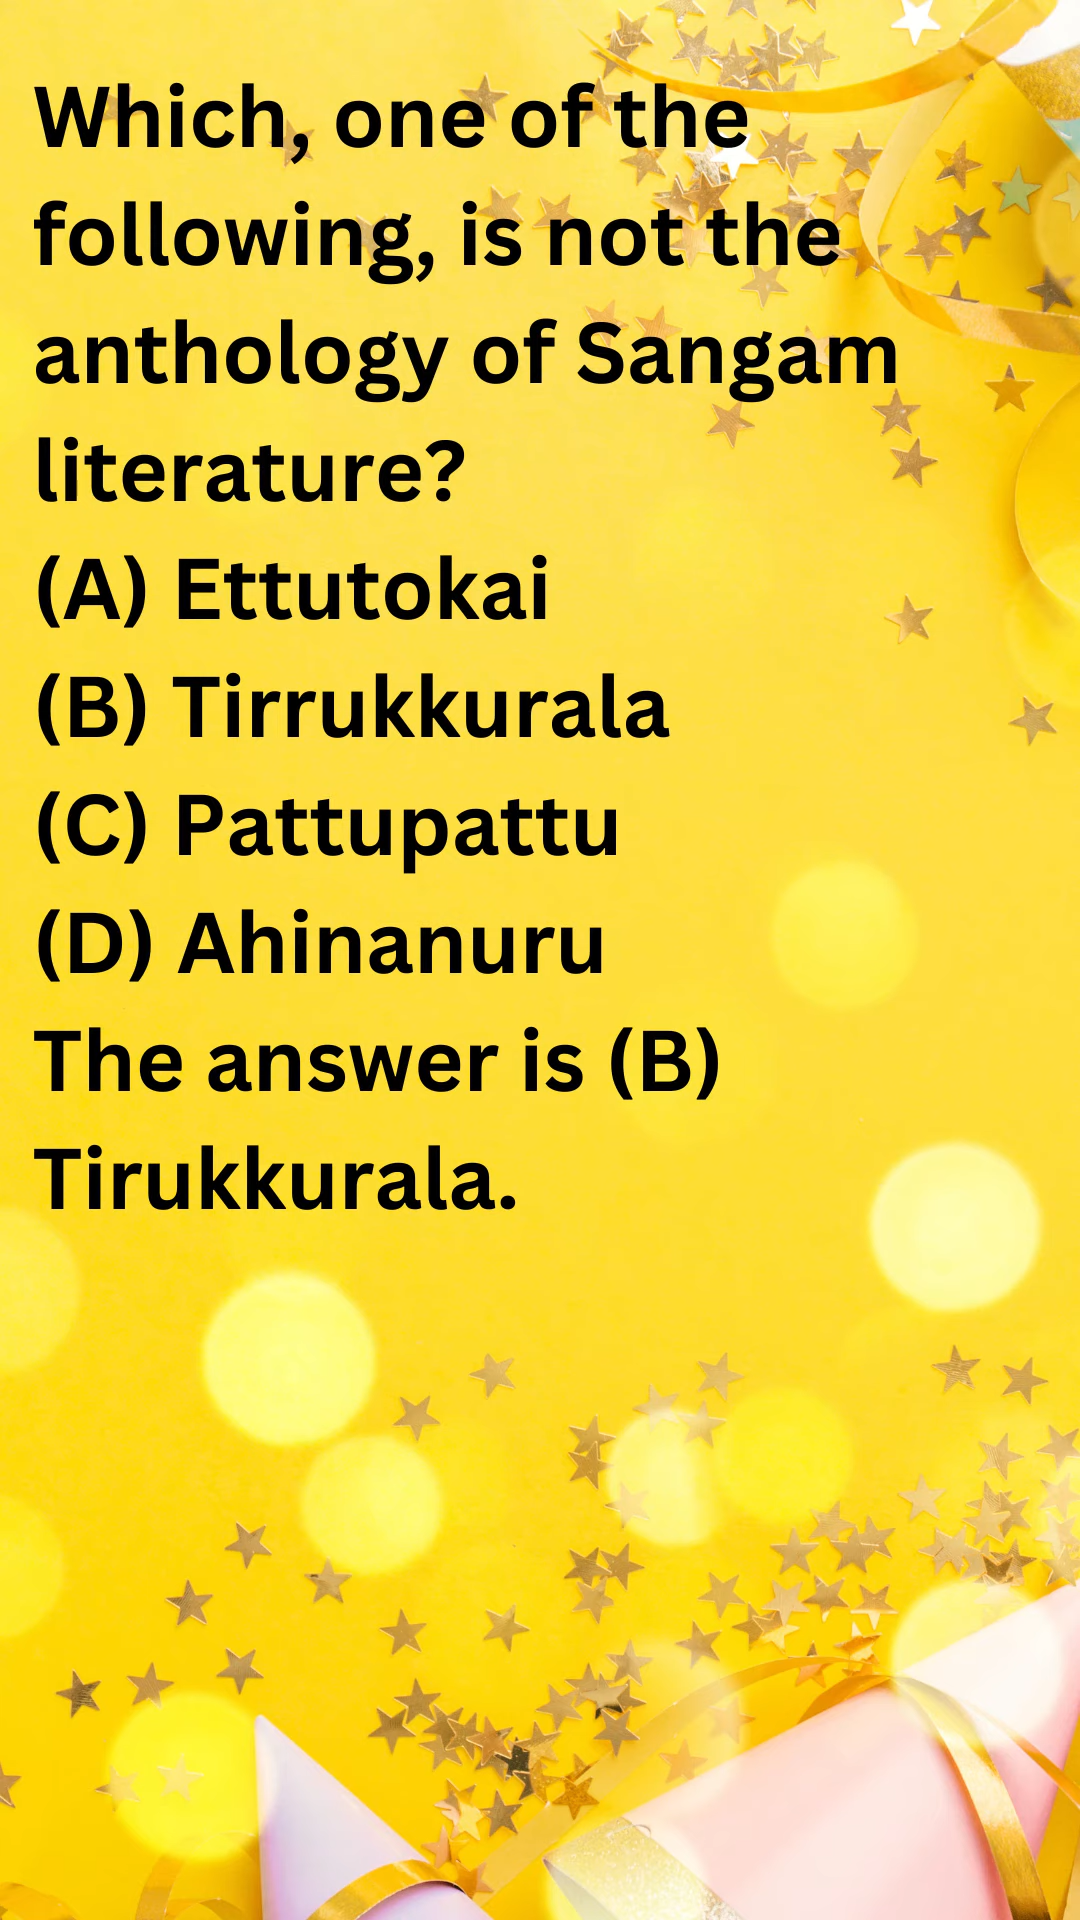 Which, one of the
following, is not the
anthology of Sangam
literature?
(A) Ettutokai
(B) Tirrukkurala
(C) Pattupattu
(D) Ahinanuru
The answer is (B)
Tirukkurala.